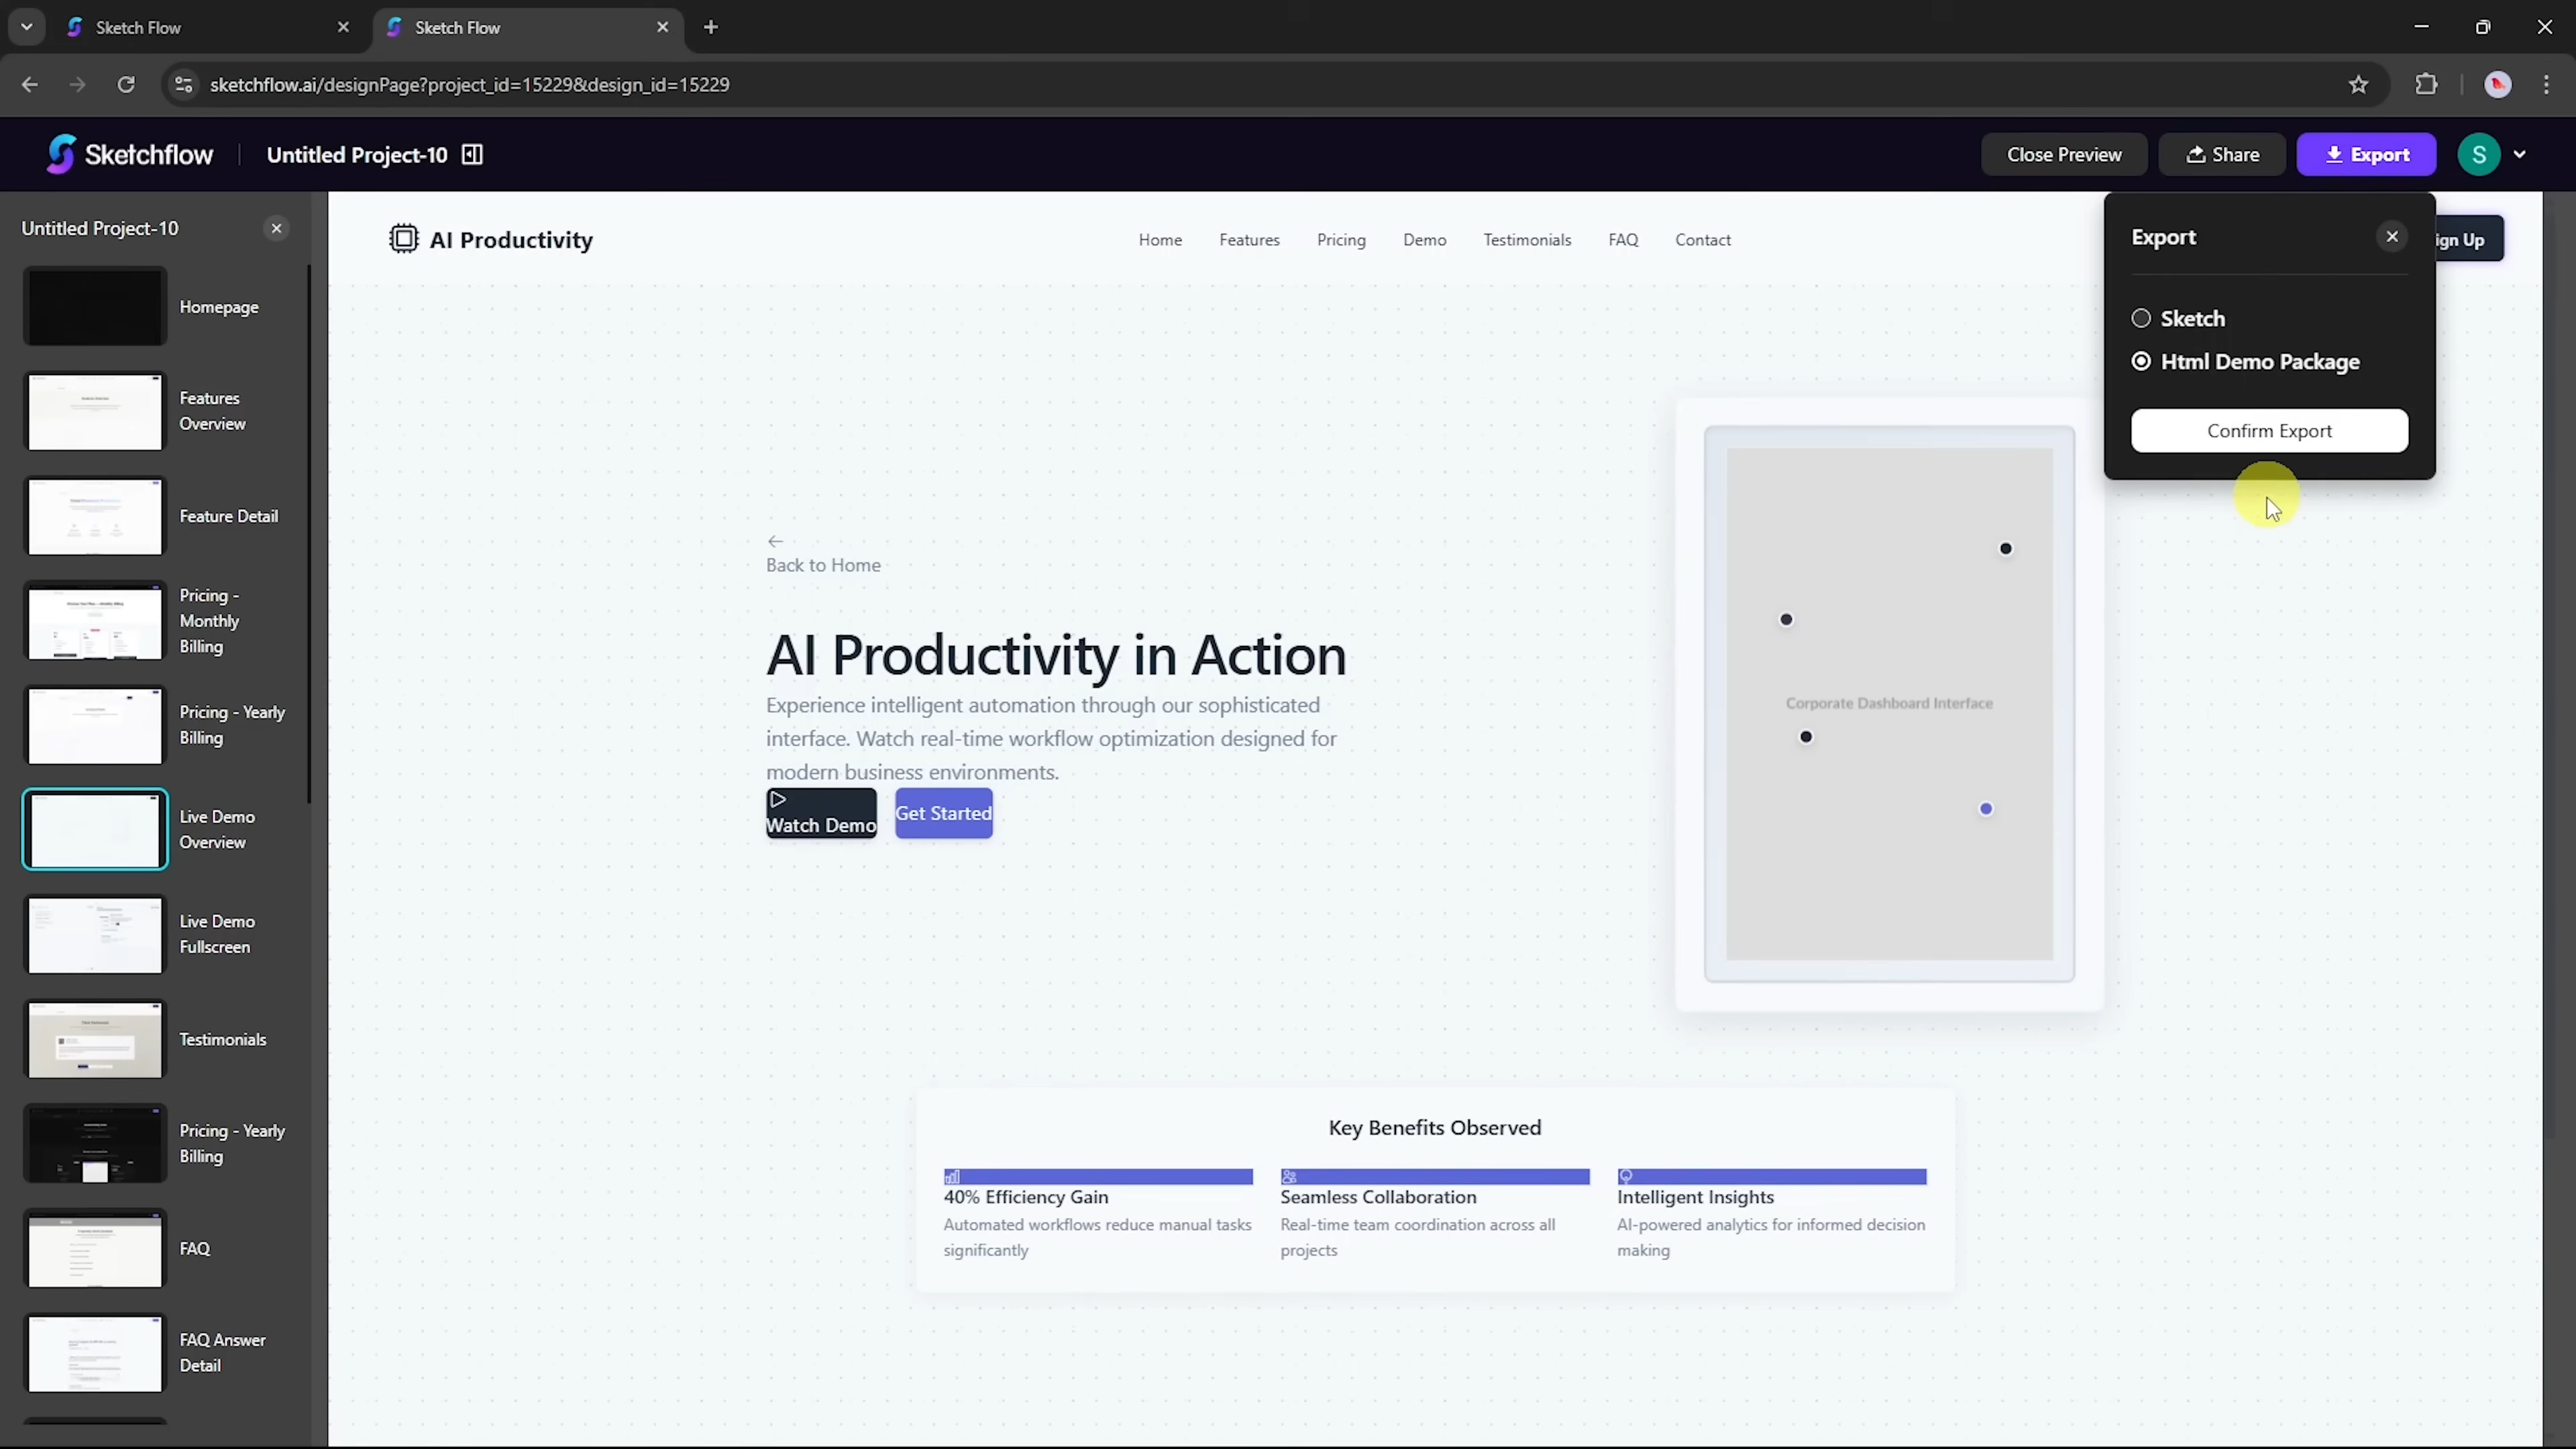 Sketch Flow
Sketch Flow
sketchflow.ai/designPage?project_id=15229&design_id=15229
Sketchflow
Untitled Project-10
Close Preview
Share
Export
S
Untitled Project-10
Homepage
Features
Overview
Feature Detail
Pricing -
Monthly
Billing
Pricing - Yearly
Billing
Live Demo
Overview
Live Demo
Fullscreen
Testimonials
Pricing - Yearly
Billing
FAQ
FAQ Answer
Detail
AI Productivity
Home
Features
Pricing
Demo
Testimonials
FAQ
Contact
ign Up
Export
Sketch
Html Demo Package
Confirm Export
Back to Home
AI Productivity in Action
Experience intelligent automation through our sophisticated
interface. Watch real-time workflow optimization designed for
modern business environments.
Watch Demo
Get Started
Corporate Dashboard Interface
Key Benefits Observed
40% Efficiency Gain
Automated workflows reduce manual tasks
significantly
Seamless Collaboration
Real-time team coordination across all
projects
Intelligent Insights
AI-powered analytics for informed decision
making